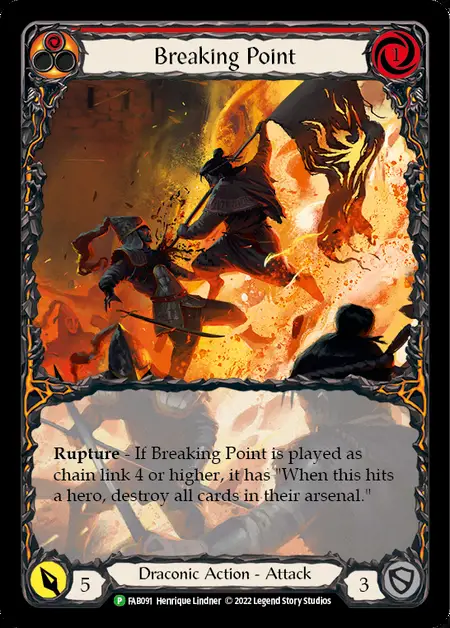 Breaking Point
1
Rupture - If Breaking Point is played as
chain link 4 or higher, it has "When this hits
a hero, destroy all cards in their arsenal."
5
Draconic Action - Attack
3
P FAB091 Henrique Lindner © 2022 Legend Story Studios